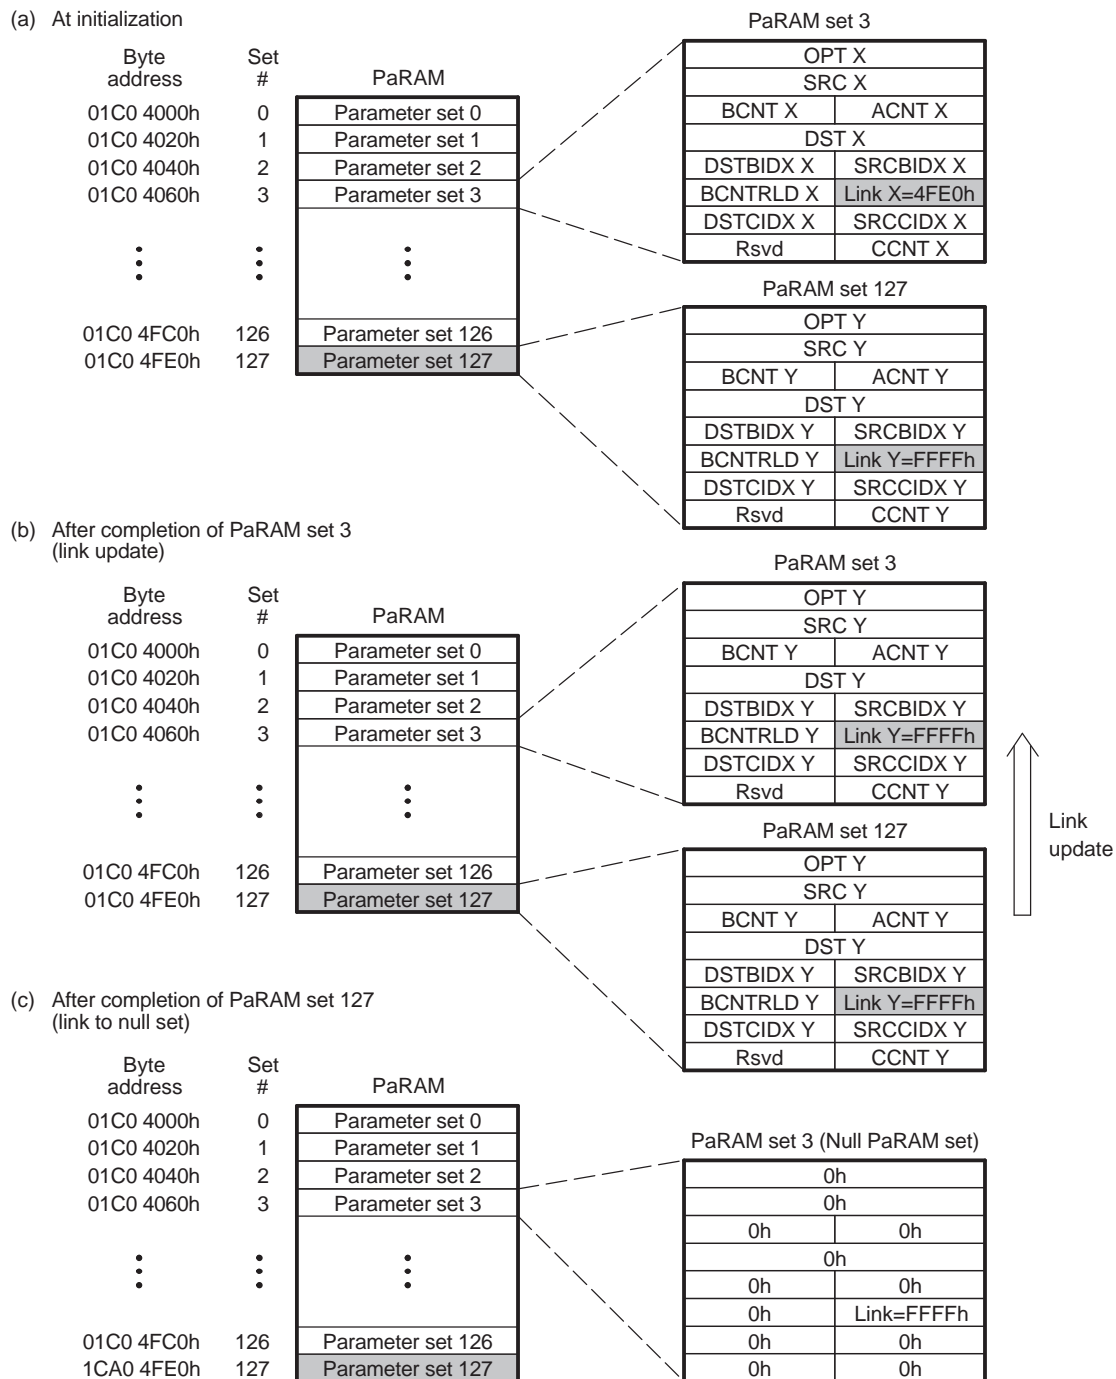 (a) At initialization
PaRAM set 3
Byte address
Set #
PaRAM
01C0 4000h 0 Parameter set 0
01C0 4020h 1 Parameter set 1
01C0 4040h 2 Parameter set 2
01C0 4060h 3 Parameter set 3
01C0 4FC0h 126 Parameter set 126
01C0 4FE0h 127 Parameter set 127
OPT X
SRC X
BCNT X ACNT X
DST X
DSTBIDX X SRCBIDX X
BCNTRLD X Link X=4FE0h
DSTCIDX X SRCCIDX X
Rsvd CCNT X
PaRAM set 127
OPT Y
SRC Y
BCNT Y ACNT Y
DST Y
DSTBIDX Y SRCBIDX Y
BCNTRLD Y Link Y=FFFFh
DSTCIDX Y SRCCIDX Y
Rsvd CCNT Y
(b) After completion of PaRAM set 3
(link update)
Byte address
Set #
PaRAM
01C0 4000h 0 Parameter set 0
01C0 4020h 1 Parameter set 1
01C0 4040h 2 Parameter set 2
01C0 4060h 3 Parameter set 3
01C0 4FC0h 126 Parameter set 126
01C0 4FE0h 127 Parameter set 127
PaRAM set 3
OPT Y
SRC Y
BCNT Y ACNT Y
DST Y
DSTBIDX Y SRCBIDX Y
BCNTRLD Y Link Y=FFFFh
DSTCIDX Y SRCCIDX Y
Rsvd CCNT Y
PaRAM set 127
OPT Y
SRC Y
BCNT Y ACNT Y
DST Y
DSTBIDX Y SRCBIDX Y
BCNTRLD Y Link Y=FFFFh
DSTCIDX Y SRCCIDX Y
Rsvd CCNT Y
Link
update
(c) After completion of PaRAM set 127
(link to null set)
Byte address
Set #
PaRAM
01C0 4000h 0 Parameter set 0
01C0 4020h 1 Parameter set 1
01C0 4040h 2 Parameter set 2
01C0 4060h 3 Parameter set 3
01C0 4FC0h 126 Parameter set 126
1CA0 4FE0h 127 Parameter set 127
PaRAM set 3 (Null PaRAM set)
0h
0h
0h 0h
0h
0h 0h
0h Link=FFFFh
0h 0h
0h 0h